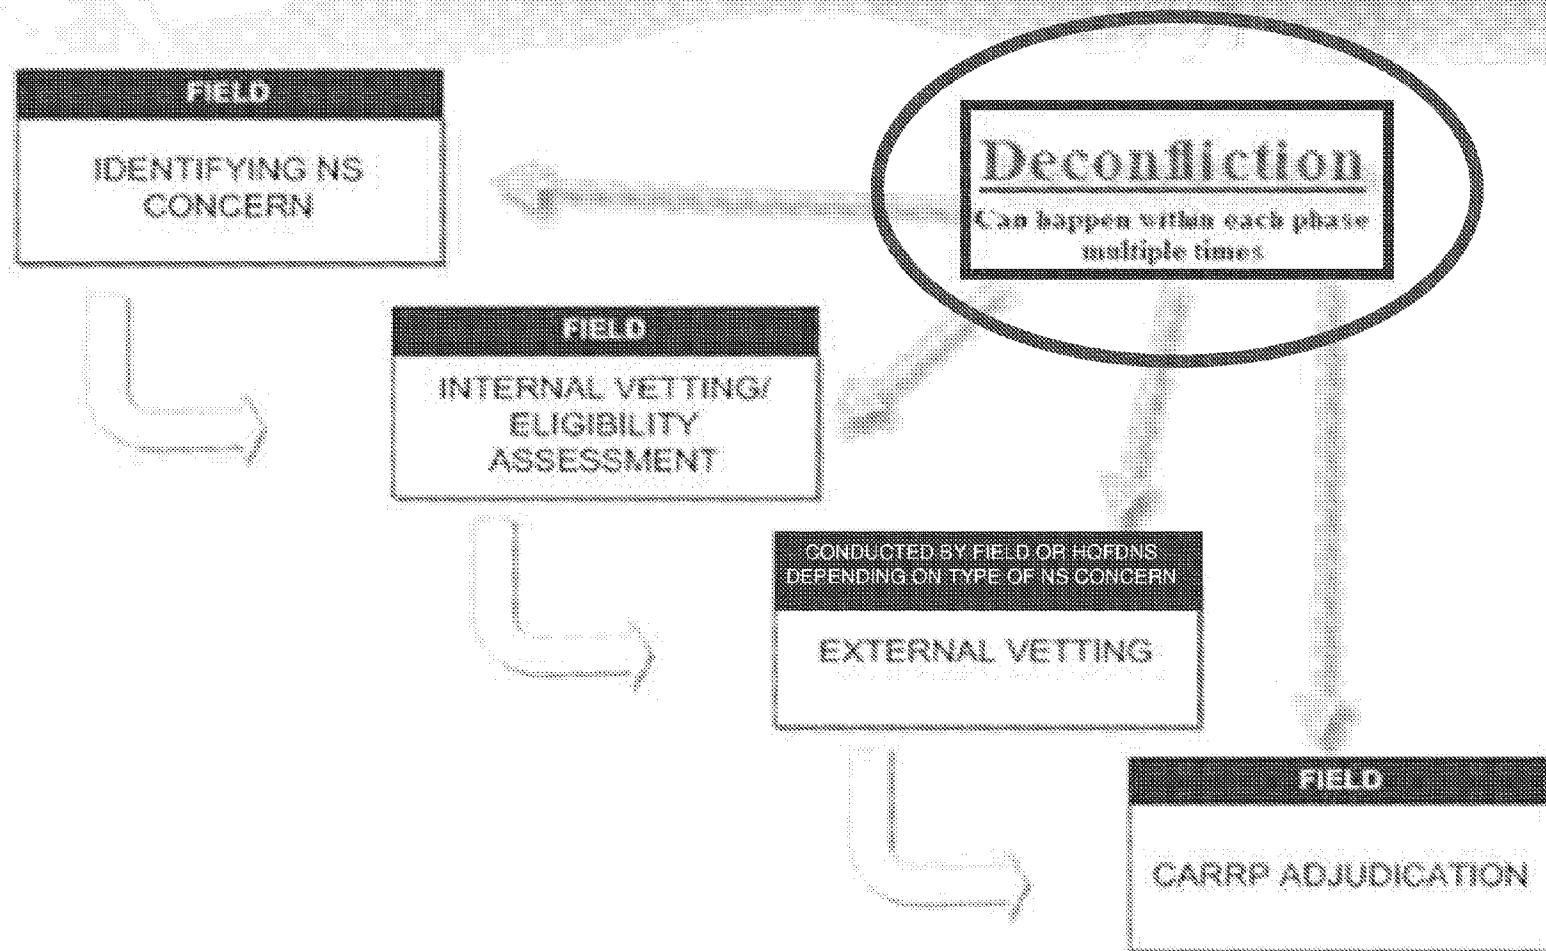 FIELD
IDENTIFYING NS
CONCERN
Deconfliction
Can happen within each phase
multiple times
FIELD
INTERNAL VETTING/
ELIGIBILITY
ASSESSMENT
CONDUCTED BY FIELD OR HQFDNS
DEPENDING ON TYPE OF NS CONCERN
EXTERNAL VETTING
FIELD
CARRP ADJUDICATION